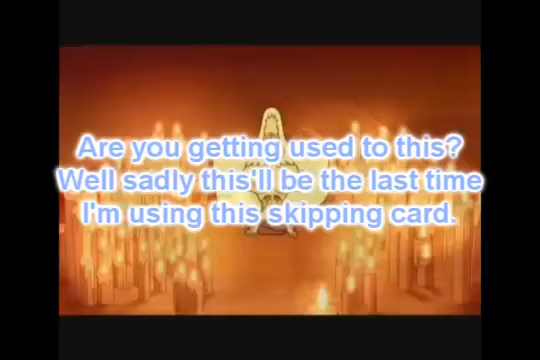 Are you getting used to this?
Well sadly this'll be the last time
I'm using this skipping card.